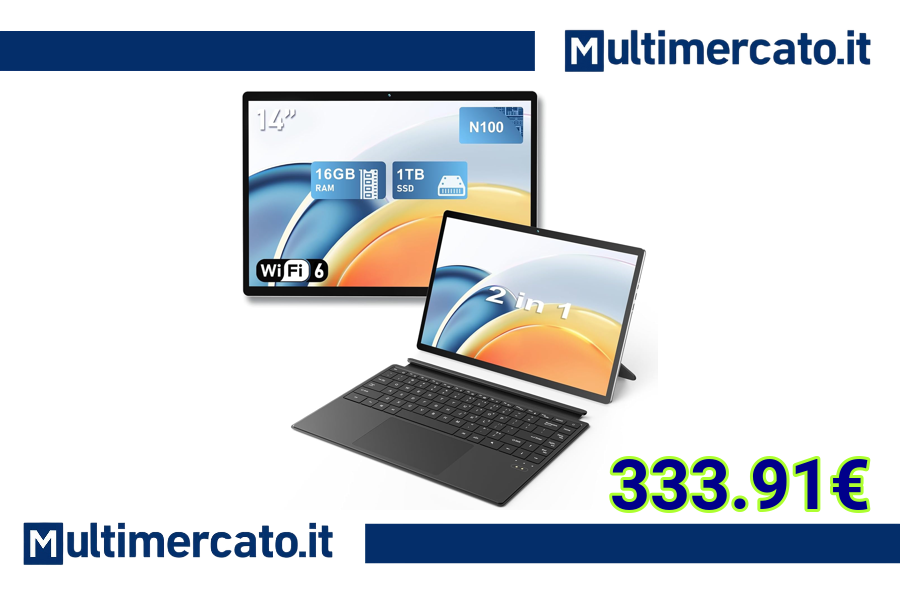 Multimercato.it
14”
N100
16GB
RAM
1TB
SSD
WiFi 6
2 in 1
333.91€
Multimercato.it